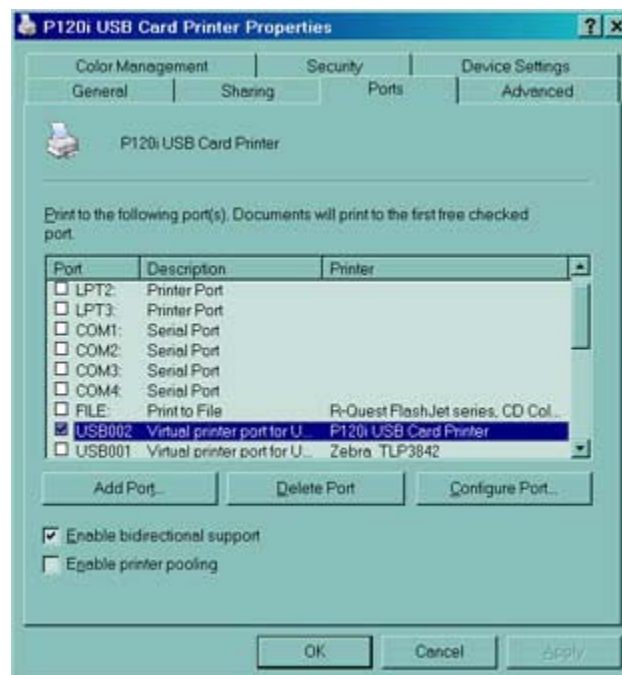 P120i USB Card Printer Properties
Color Management Security Device Settings
General Sharing Ports Advanced
P120i USB Card Printer
Print to the following port(s). Documents will print to the first free checked
port.
Port Description Printer
LPT2: Printer Port
LPT3: Printer Port
COM1: Serial Port
COM2: Serial Port
COM3: Serial Port
COM4: Serial Port
FILE: Print to File R-Quest FlashJet series, CD Col...
USB002 Virtual printer port for U... P120i USB Card Printer
USB001 Virtual printer port for U... Zebra TLP3842
Add Port... Delete Port Configure Port...
Enable bidirectional support
Enable printer pooling
OK Cancel Apply